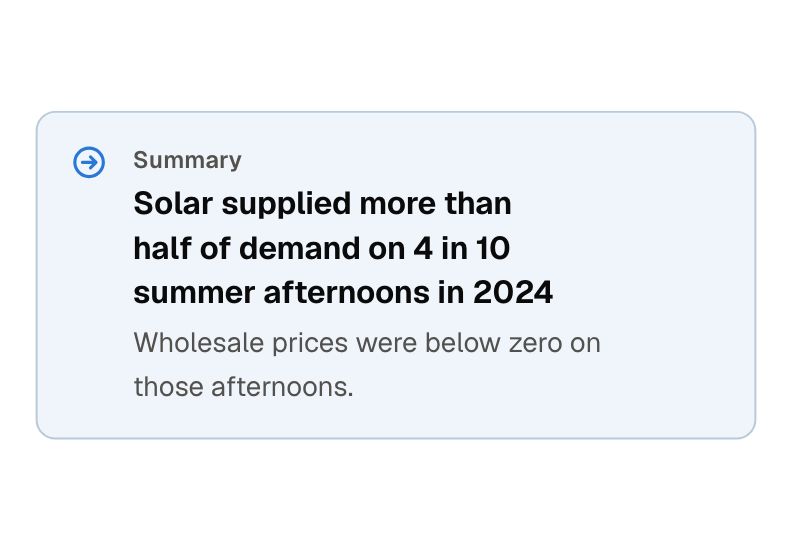 Summary
Solar supplied more than
half of demand on 4 in 10
summer afternoons in 2024
Wholesale prices were below zero on
those afternoons.